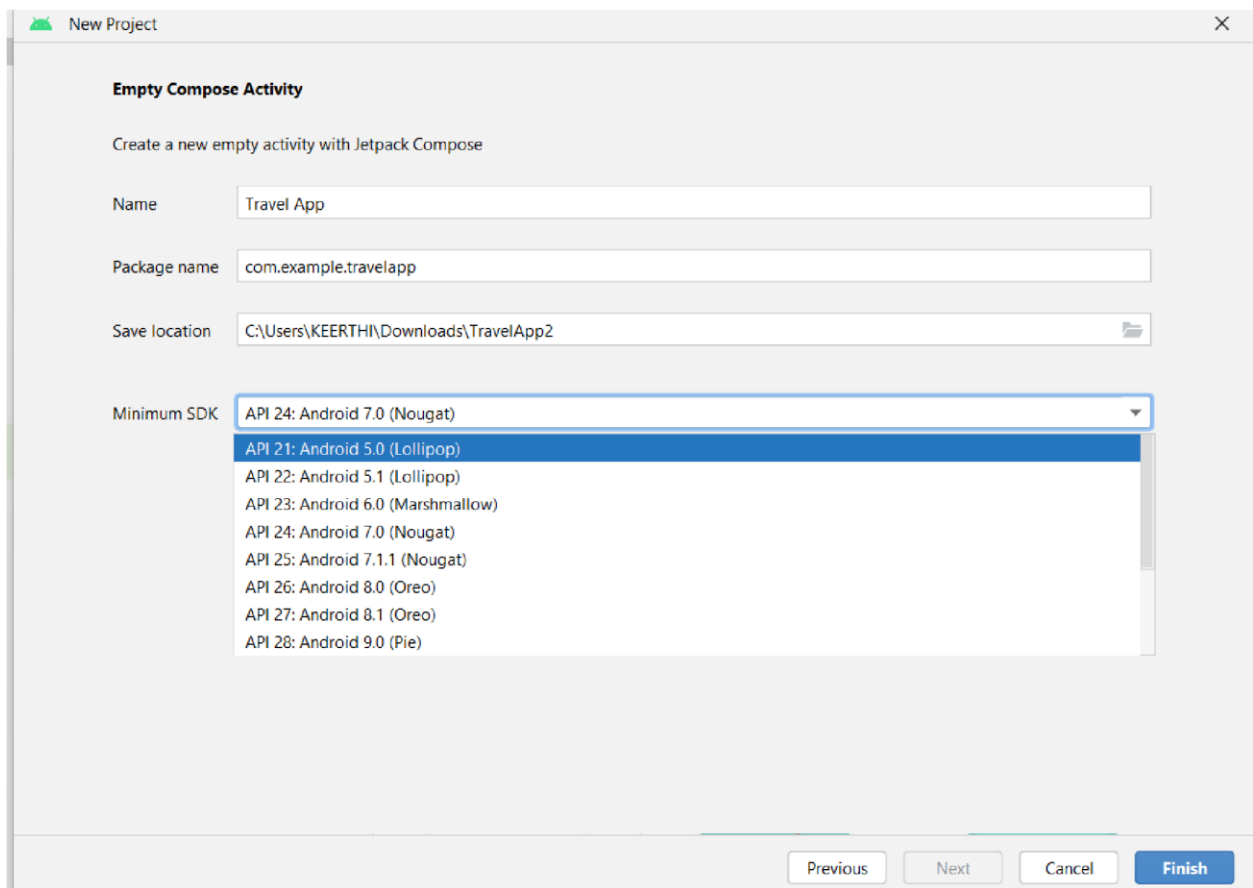 New Project
Empty Compose Activity
Create a new empty activity with Jetpack Compose
Name Travel App
Package name com.example.travelapp
Save location C:\Users\KEERTHI\Downloads\TravelApp2
Minimum SDK API 24: Android 7.0 (Nougat)
API 21: Android 5.0 (Lollipop)
API 22: Android 5.1 (Lollipop)
API 23: Android 6.0 (Marshmallow)
API 24: Android 7.0 (Nougat)
API 25: Android 7.1.1 (Nougat)
API 26: Android 8.0 (Oreo)
API 27: Android 8.1 (Oreo)
API 28: Android 9.0 (Pie)
Previous Next Cancel Finish